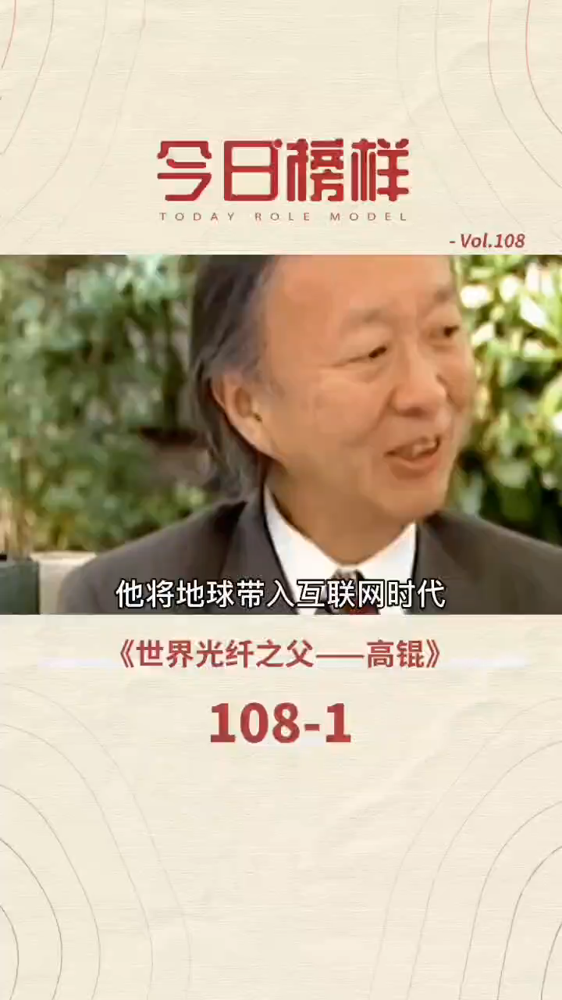 今日榜样
TODAY ROLE MODEL
- Vol.108
他将地球带入互联网时代
《世界光纤之父——高锟》
108-1